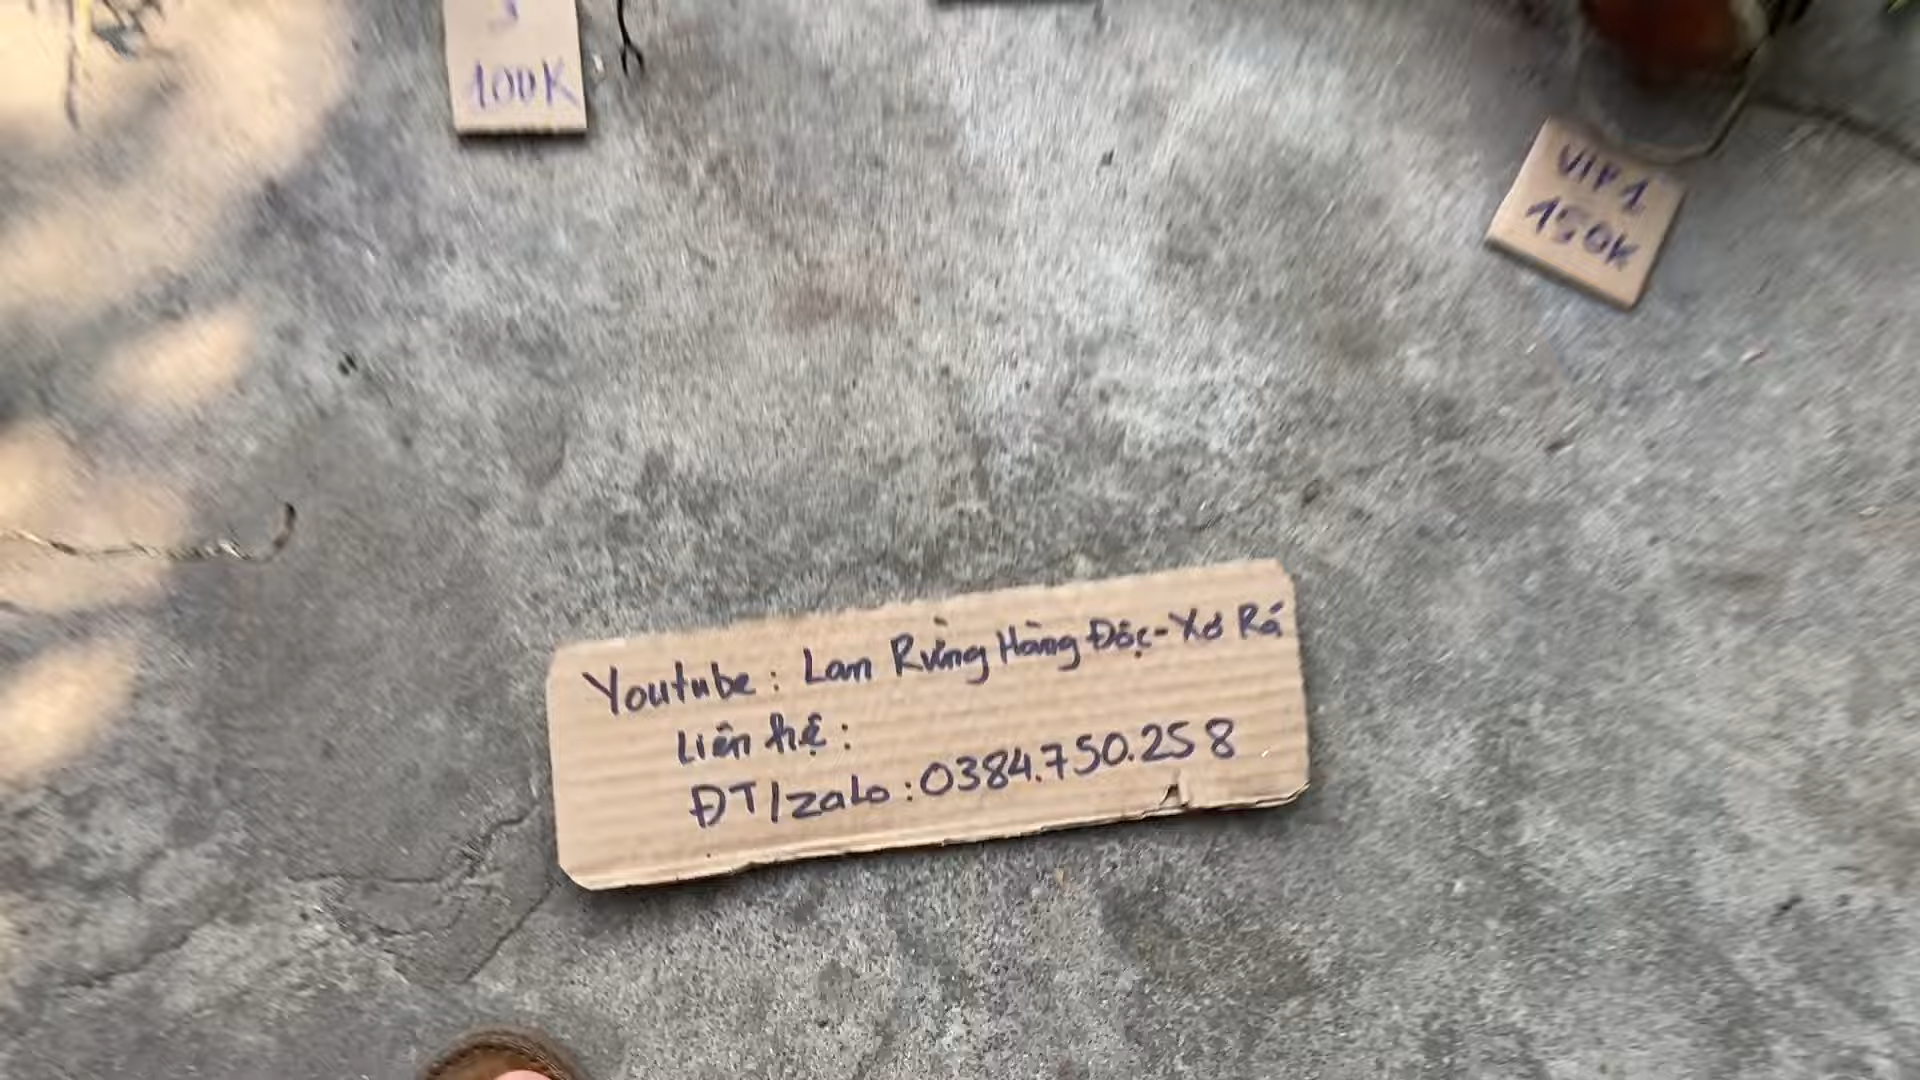 100K
VIP 1
150K
Youtube : Lan Rừng Hàng Độc - Xơ Rá
Liên hệ :
ĐT/zalo : 0384.750.258